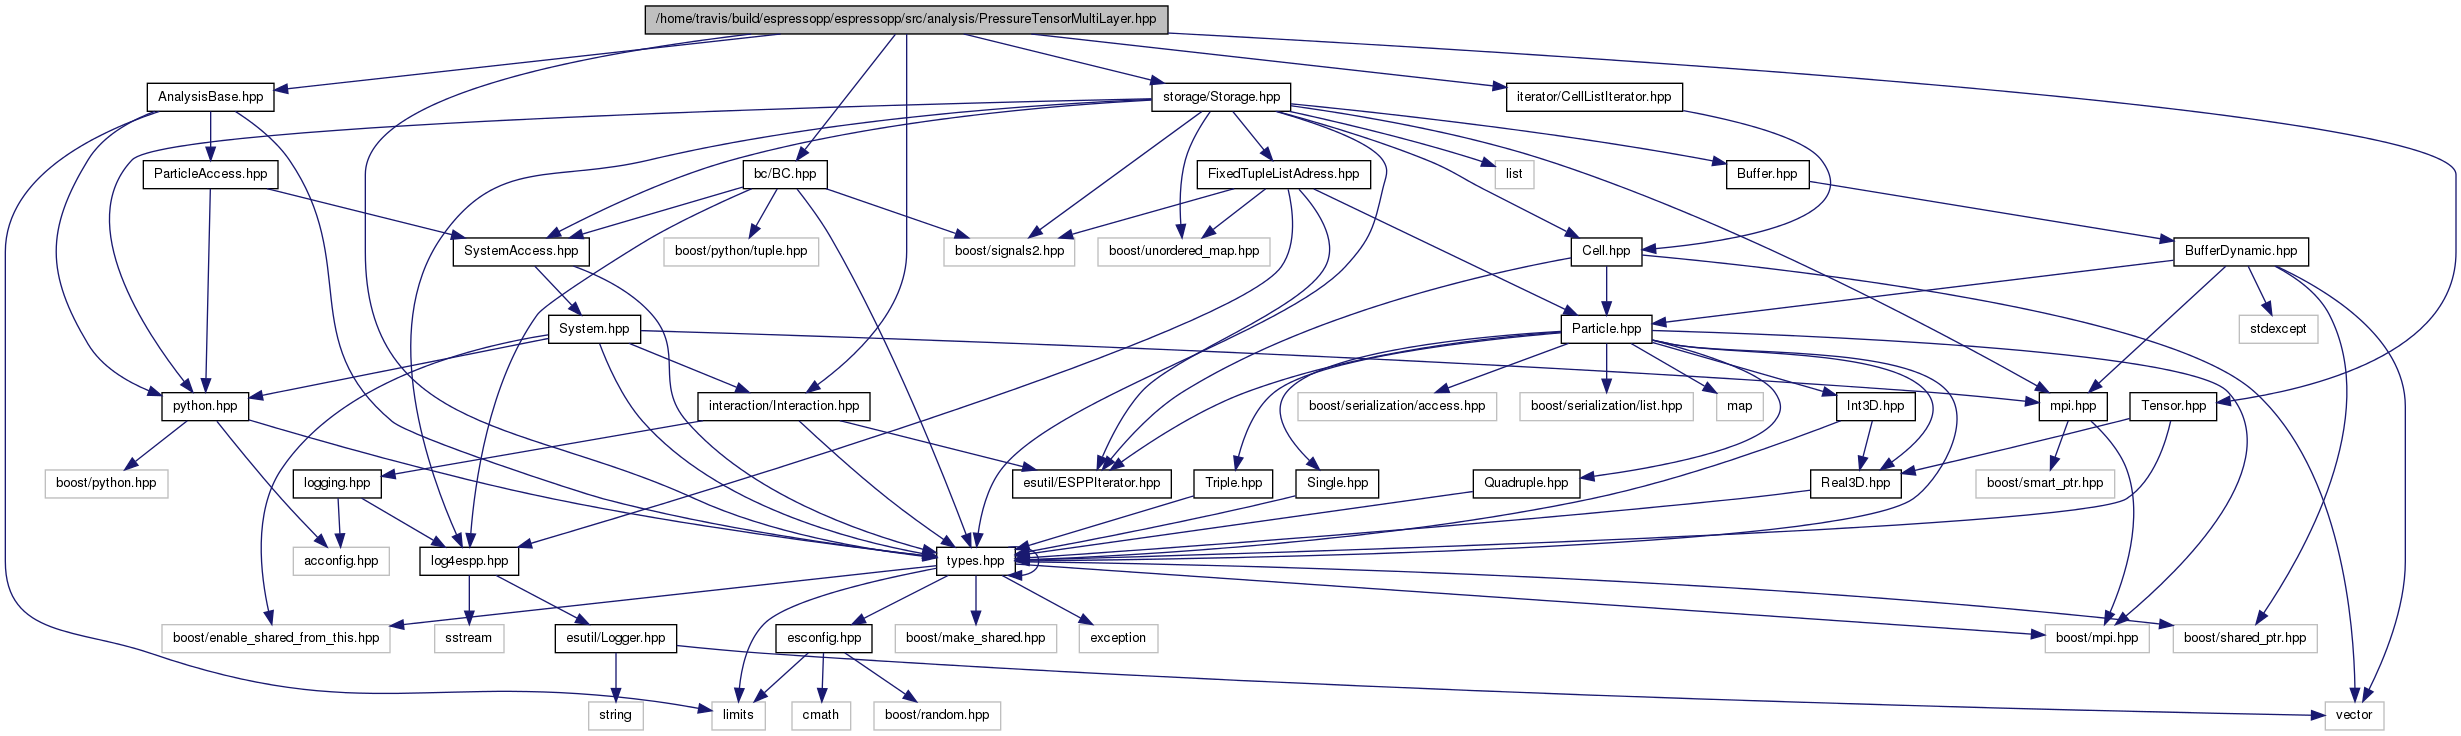 /home/travis/build/espressopp/espressopp/src/analysis/PressureTensorMultiLayer.hpp
AnalysisBase.hpp
storage/Storage.hpp
iterator/CellListIterator.hpp
ParticleAccess.hpp
bc/BC.hpp
FixedTupleListAdress.hpp
list
Buffer.hpp
SystemAccess.hpp
boost/python/tuple.hpp
boost/signals2.hpp
boost/unordered_map.hpp
Cell.hpp
BufferDynamic.hpp
System.hpp
Particle.hpp
stdexcept
python.hpp
interaction/Interaction.hpp
boost/serialization/access.hpp
boost/serialization/list.hpp
map
Int3D.hpp
mpi.hpp
Tensor.hpp
boost/python.hpp
logging.hpp
esutil/ESPPIterator.hpp
Triple.hpp
Single.hpp
Quadruple.hpp
Real3D.hpp
boost/smart_ptr.hpp
acconfig.hpp
log4espp.hpp
types.hpp
boost/enable_shared_from_this.hpp
sstream
esutil/Logger.hpp
esconfig.hpp
boost/make_shared.hpp
exception
boost/mpi.hpp
boost/shared_ptr.hpp
string
limits
cmath
boost/random.hpp
vector